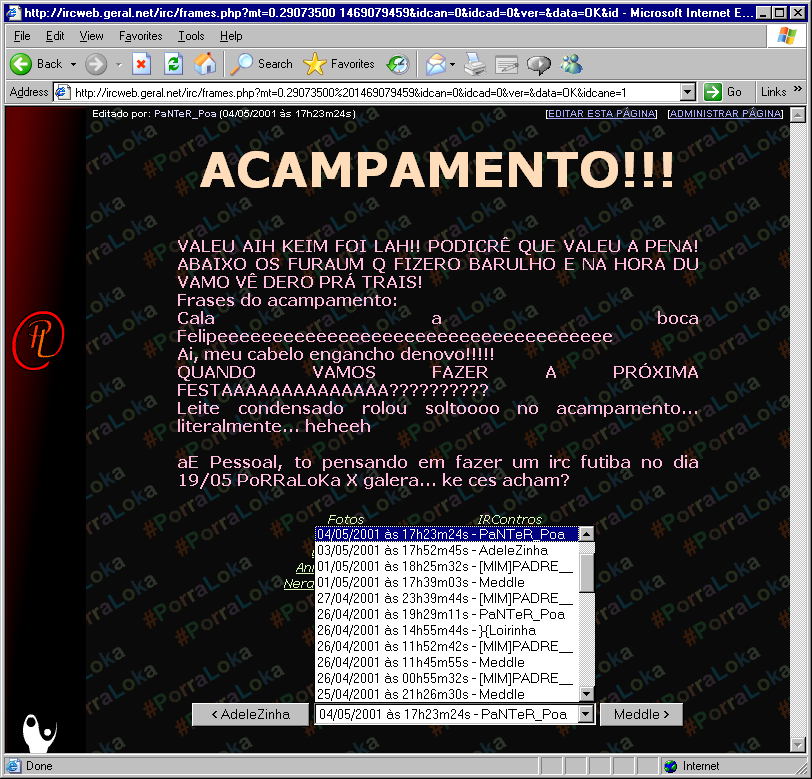 http://ircweb.geral.net/irc/frames.php?mt=0.29073500 1469079459&idcan=0&idcad=0&ver=&data=OK&id - Microsoft Internet E...
File Edit View Favorites Tools Help
Back Search Favorites
Address http://ircweb.geral.net/irc/frames.php?mt=0.29073500%201469079459&idcan=0&idcad=0&ver=&data=OK&idcane=1 Go Links »
Editado por: PaNTeR_Poa (04/05/2001 às 17h23m24s) [EDITAR ESTA PÁGINA] [ADMINISTRAR PÁGINA]
ACAMPAMENTO!!!
VALEU AIH KEIM FOI LAH!! PODICRÊ QUE VALEU A PENA!
ABAIXO OS FURAUM Q FIZERO BARULHO E NA HORA DU
VAMO VÊ DERO PRÁ TRAIS!
Frases do acampamento:
Cala a boca
Felipeeeeeeeeeeeeeeeeeeeeeeeeeeeeeeeeeeee
Ai, meu cabelo engancho denovo!!!!!
QUANDO VAMOS FAZER A PRÓXIMA
FESTAAAAAAAAAAAAAA??????????
Leite condensado rolou soltoooo no acampamento...
literalmente... heheeh
aE Pessoal, to pensando em fazer um irc futiba no dia
19/05 PoRRaLoKa X galera... ke ces acham?
Fotos IRContros
04/05/2001 às 17h23m24s - PaNTeR_Poa
03/05/2001 às 17h52m45s - AdeleZinha
01/05/2001 às 18h25m32s - [MIM]PADRE__
01/05/2001 às 17h39m03s - Meddle
27/04/2001 às 23h39m44s - [MIM]PADRE__
26/04/2001 às 19h29m11s - PaNTeR_Poa
26/04/2001 às 14h55m44s - }{Loirinha
26/04/2001 às 11h52m42s - [MIM]PADRE__
26/04/2001 às 11h45m55s - Meddle
26/04/2001 às 00h55m32s - [MIM]PADRE__
25/04/2001 às 21h26m30s - Meddle
< AdeleZinha 04/05/2001 às 17h23m24s - PaNTeR_Poa Meddle >
#PorraLoka
PL
Done Internet